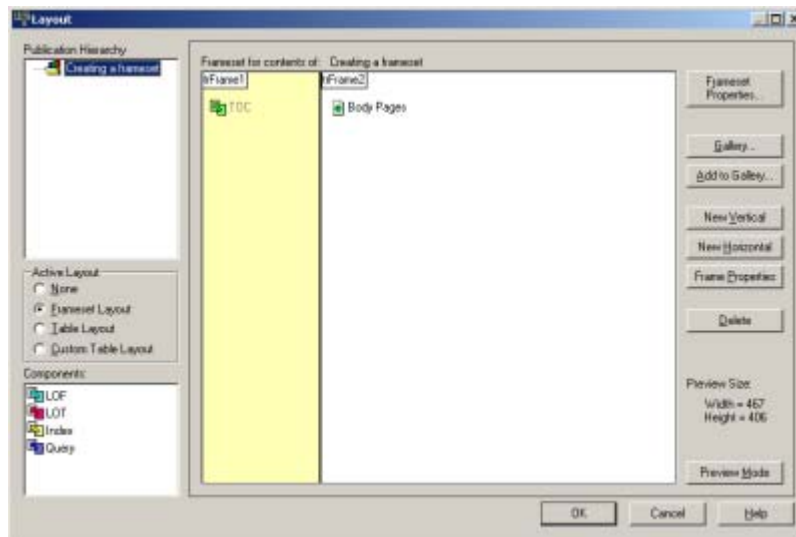 Layout
Publication Hierarchy
Creating a frameset
Frameset for contents of: Creating a frameset
hFrame1
hFrame2
TOC
Body Pages
Frameset
Properties...
Gallery...
Add to Gallery...
New Vertical
New Horizontal
Frame Properties
Delete
Active Layout
None
Frameset Layout
Table Layout
Custom Table Layout
Components:
LOF
LOT
Index
Query
Preview Size:
Width = 467
Height = 406
Preview Mode
OK
Cancel
Help